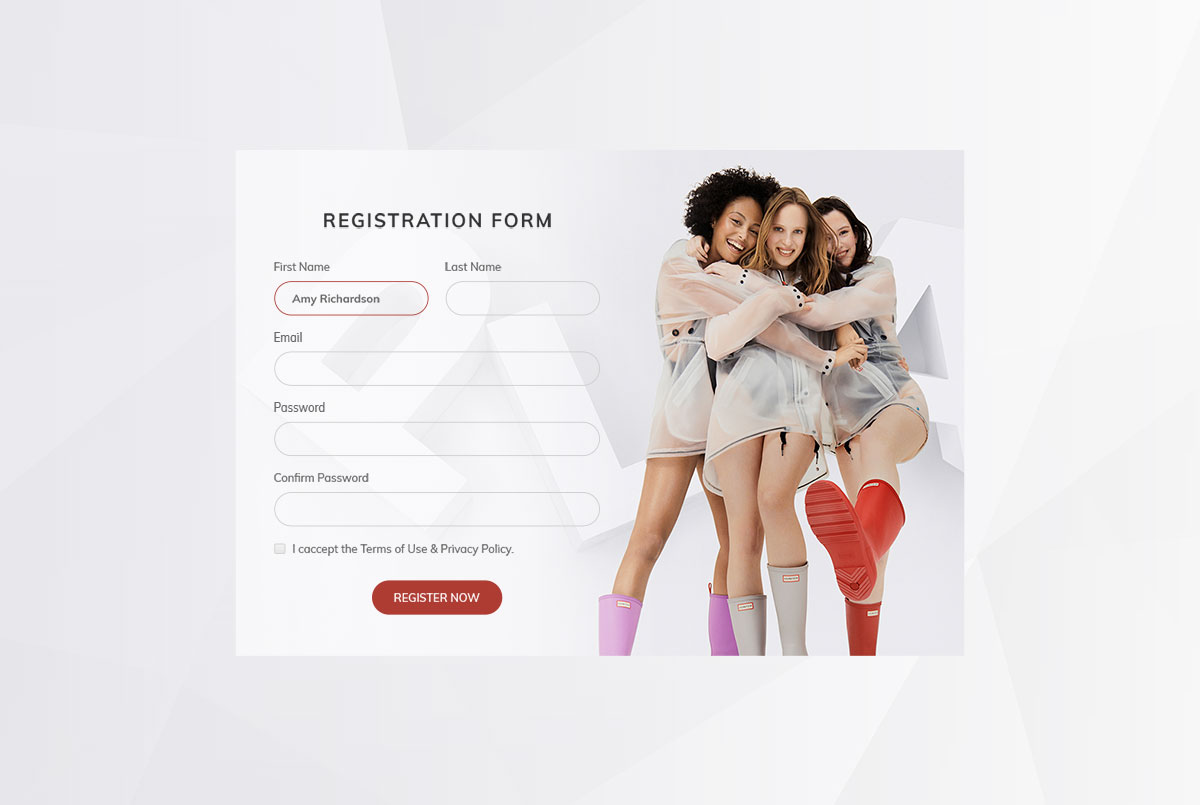 REGISTRATION FORM
First Name Last Name
Amy Richardson
Email
Password
Confirm Password
I caccept the Terms of Use & Privacy Policy.
REGISTER NOW